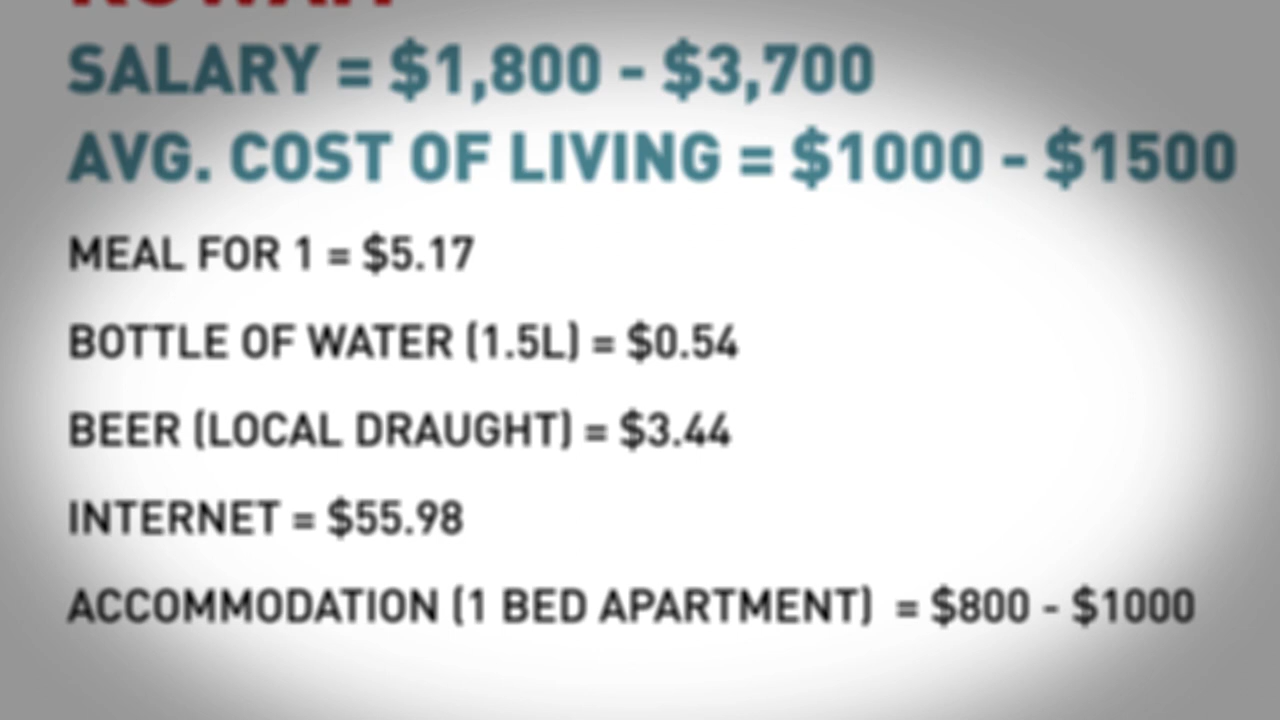 SALARY = $1,800 - $3,700
AVG. COST OF LIVING = $1000 - $1500
MEAL FOR 1 = $5.17
BOTTLE OF WATER (1.5L) = $0.54
BEER (LOCAL DRAUGHT) = $3.44
INTERNET = $55.98
ACCOMMODATION (1 BED APARTMENT) = $800 - $1000